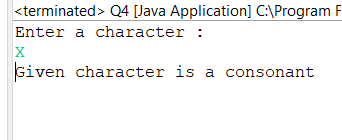 <terminated> Q4 [Java Application] C:\Program F
Enter a character :
X
Given character is a consonant